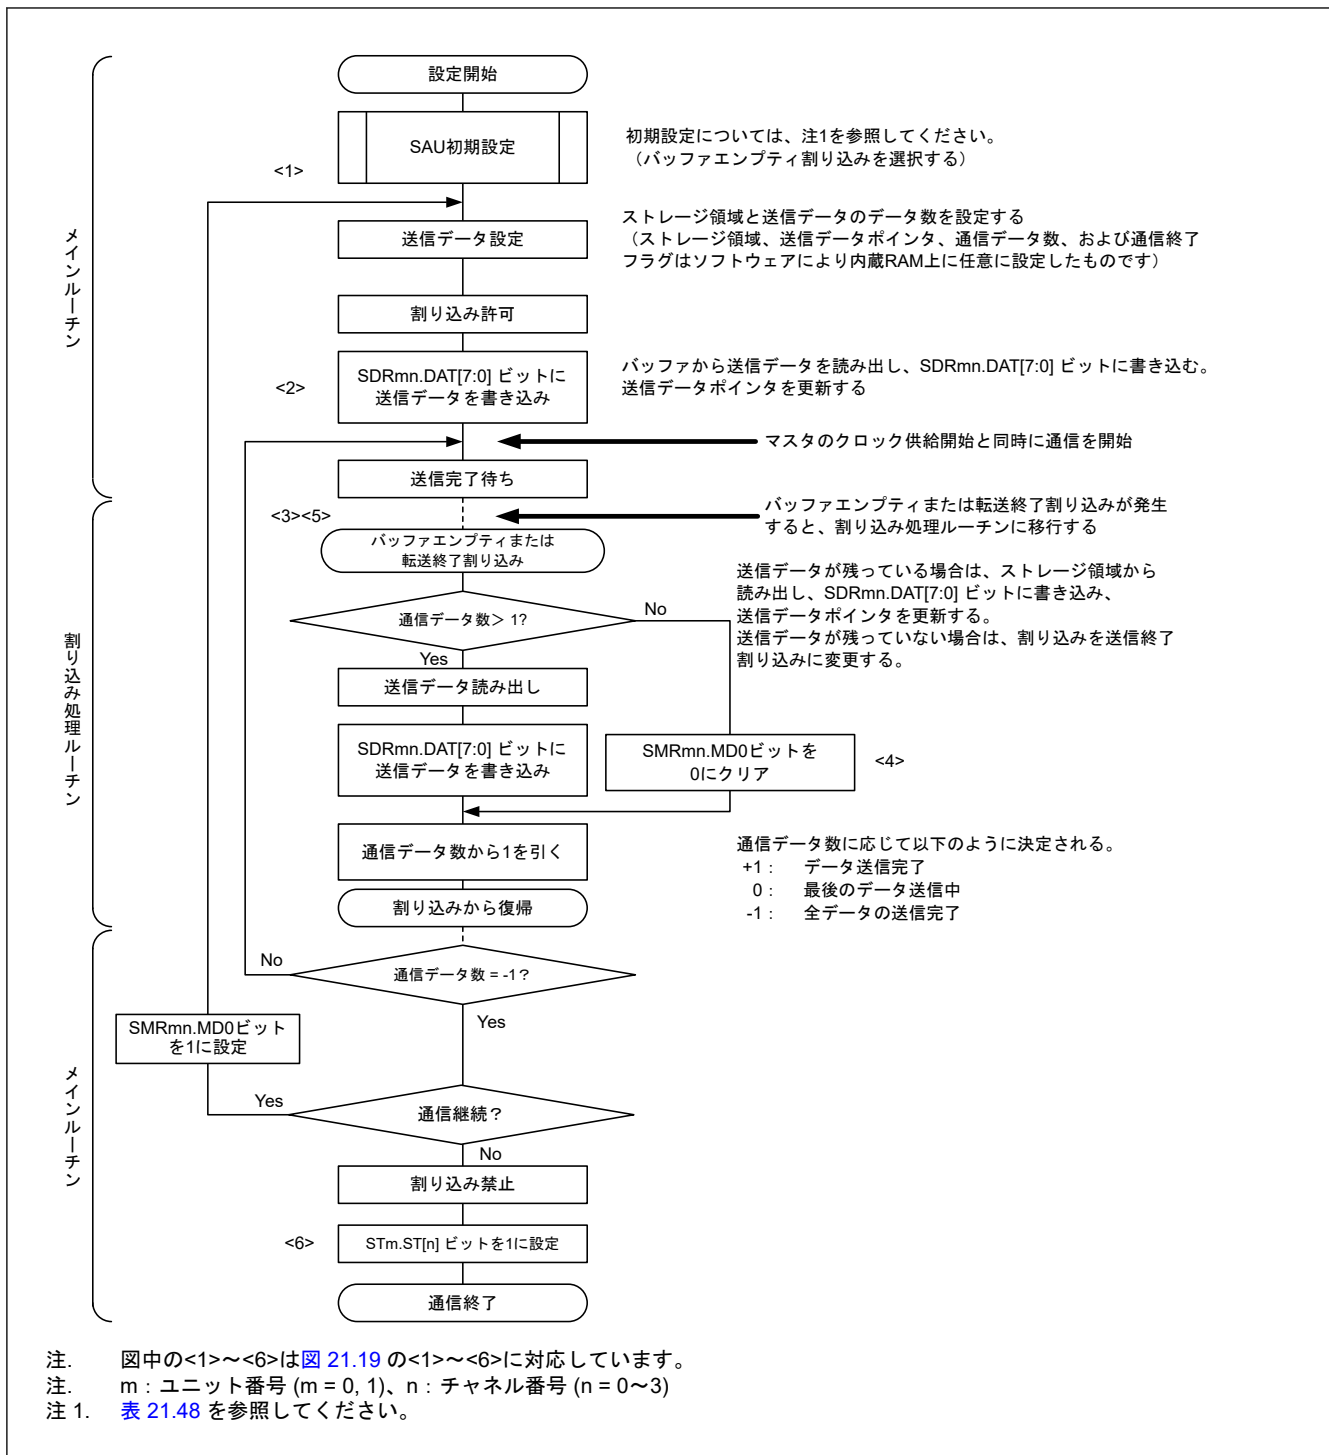 設定開始
SAU初期設定
初期設定については、注1を参照してください。
（バッファエンプティ割り込みを選択する）
<1>
メインルーチン
送信データ設定
ストレージ領域と送信データのデータ数を設定する
（ストレージ領域、送信データポインタ、通信データ数、および通信終了
フラグはソフトウェアにより内蔵RAM上に任意に設定したものです）
割り込み許可
<2>
SDRmn.DAT[7:0] ビットに
送信データを書き込み
バッファから送信データを読み出し、SDRmn.DAT[7:0] ビットに書き込む。
送信データポインタを更新する
マスタのクロック供給開始と同時に通信を開始
送信完了待ち
<3><5>
バッファエンプティまたは転送終了割り込みが発生
すると、割り込み処理ルーチンに移行する
バッファエンプティまたは
転送終了割り込み
割り込み処理ルーチン
通信データ数＞ 1?
No
Yes
送信データが残っている場合は、ストレージ領域から
読み出し、SDRmn.DAT[7:0] ビットに書き込み、
送信データポインタを更新する。
送信データが残っていない場合は、割り込みを送信終了
割り込みに変更する。
送信データ読み出し
SDRmn.DAT[7:0] ビットに
送信データを書き込み
SMRmn.MD0ビットを
0にクリア
<4>
通信データ数から1を引く
通信データ数に応じて以下のように決定される。
+1： データ送信完了
0： 最後のデータ送信中
-1： 全データの送信完了
割り込みから復帰
メインルーチン
No
通信データ数 = -1？
Yes
SMRmn.MD0ビット
を1に設定
Yes
通信継続？
No
割り込み禁止
<6>
STm.ST[n] ビットを1に設定
通信終了
注. 図中の<1>～<6>は図 21.19 の<1>～<6>に対応しています。
注. m：ユニット番号 (m = 0, 1)、n：チャネル番号 (n = 0～3)
注 1. 表 21.48 を参照してください。